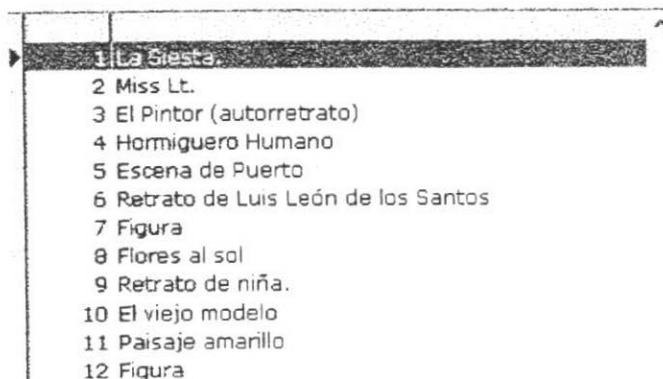 1 La Siesta.
2 Miss Lt.
3 El Pintor (autorretrato)
4 Hormiguero Humano
5 Escena de Puerto
6 Retrato de Luis León de los Santos
7 Figura
8 Flores al sol
9 Retrato de niña.
10 El viejo modelo
11 Paisaje amarillo
12 Figura